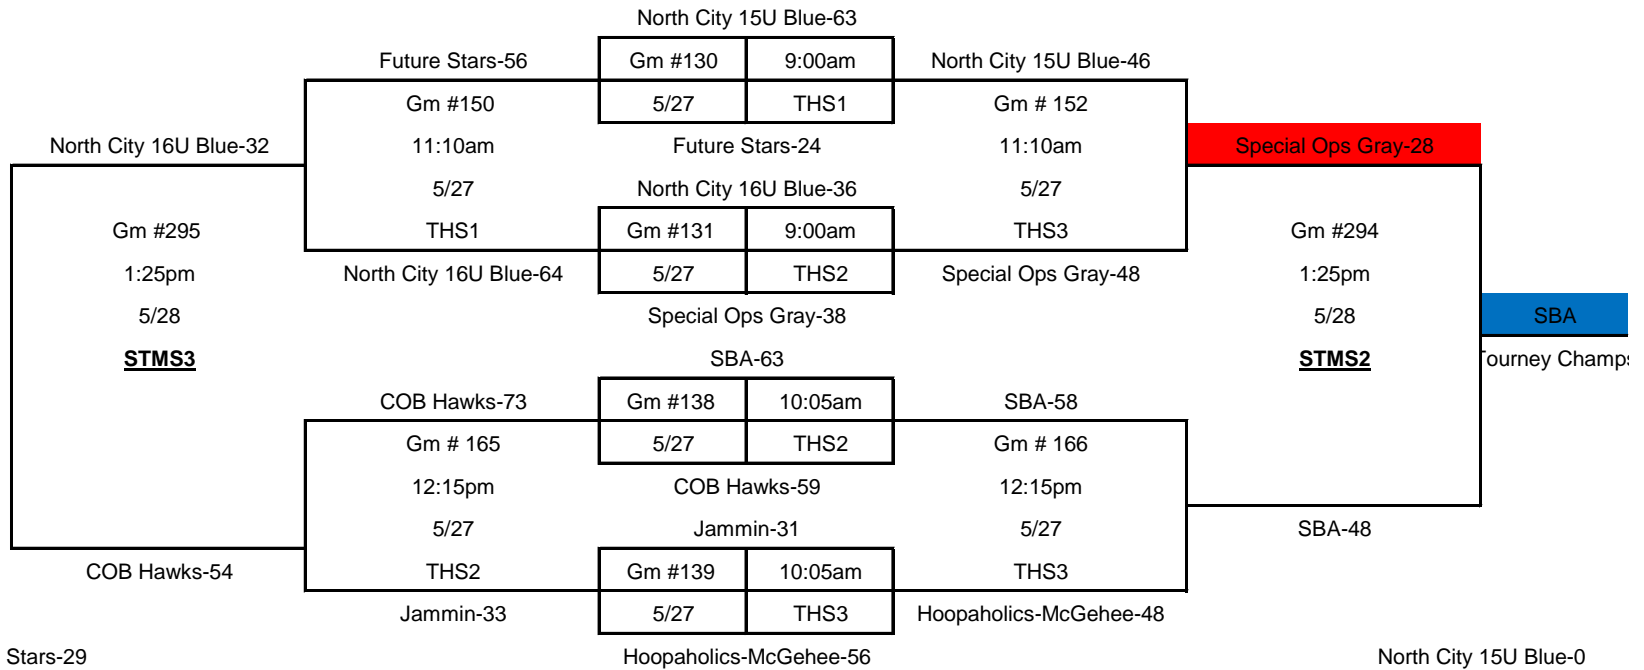 North City 15U Blue-63
Future Stars-56 Gm #130 9:00am North City 15U Blue-46
Gm #150 5/27 THS1 Gm # 152
North City 16U Blue-32 11:10am Future Stars-24 11:10am Special Ops Gray-28
5/27 North City 16U Blue-36 5/27
Gm #295 THS1 Gm #131 9:00am THS3 Gm #294
1:25pm North City 16U Blue-64 5/27 THS2 Special Ops Gray-48 1:25pm
5/28 Special Ops Gray-38 5/28 SBA
STMS3 SBA-63 STMS2 Tourney Champs
COB Hawks-73 Gm #138 10:05am SBA-58
Gm # 165 5/27 THS2 Gm # 166
12:15pm COB Hawks-59 12:15pm
5/27 Jammin-31 5/27 SBA-48
COB Hawks-54 THS2 Gm #139 10:05am THS3
Jammin-33 5/27 THS3 Hoopaholics-McGehee-48
Stars-29 Hoopaholics-McGehee-56 North City 15U Blue-0